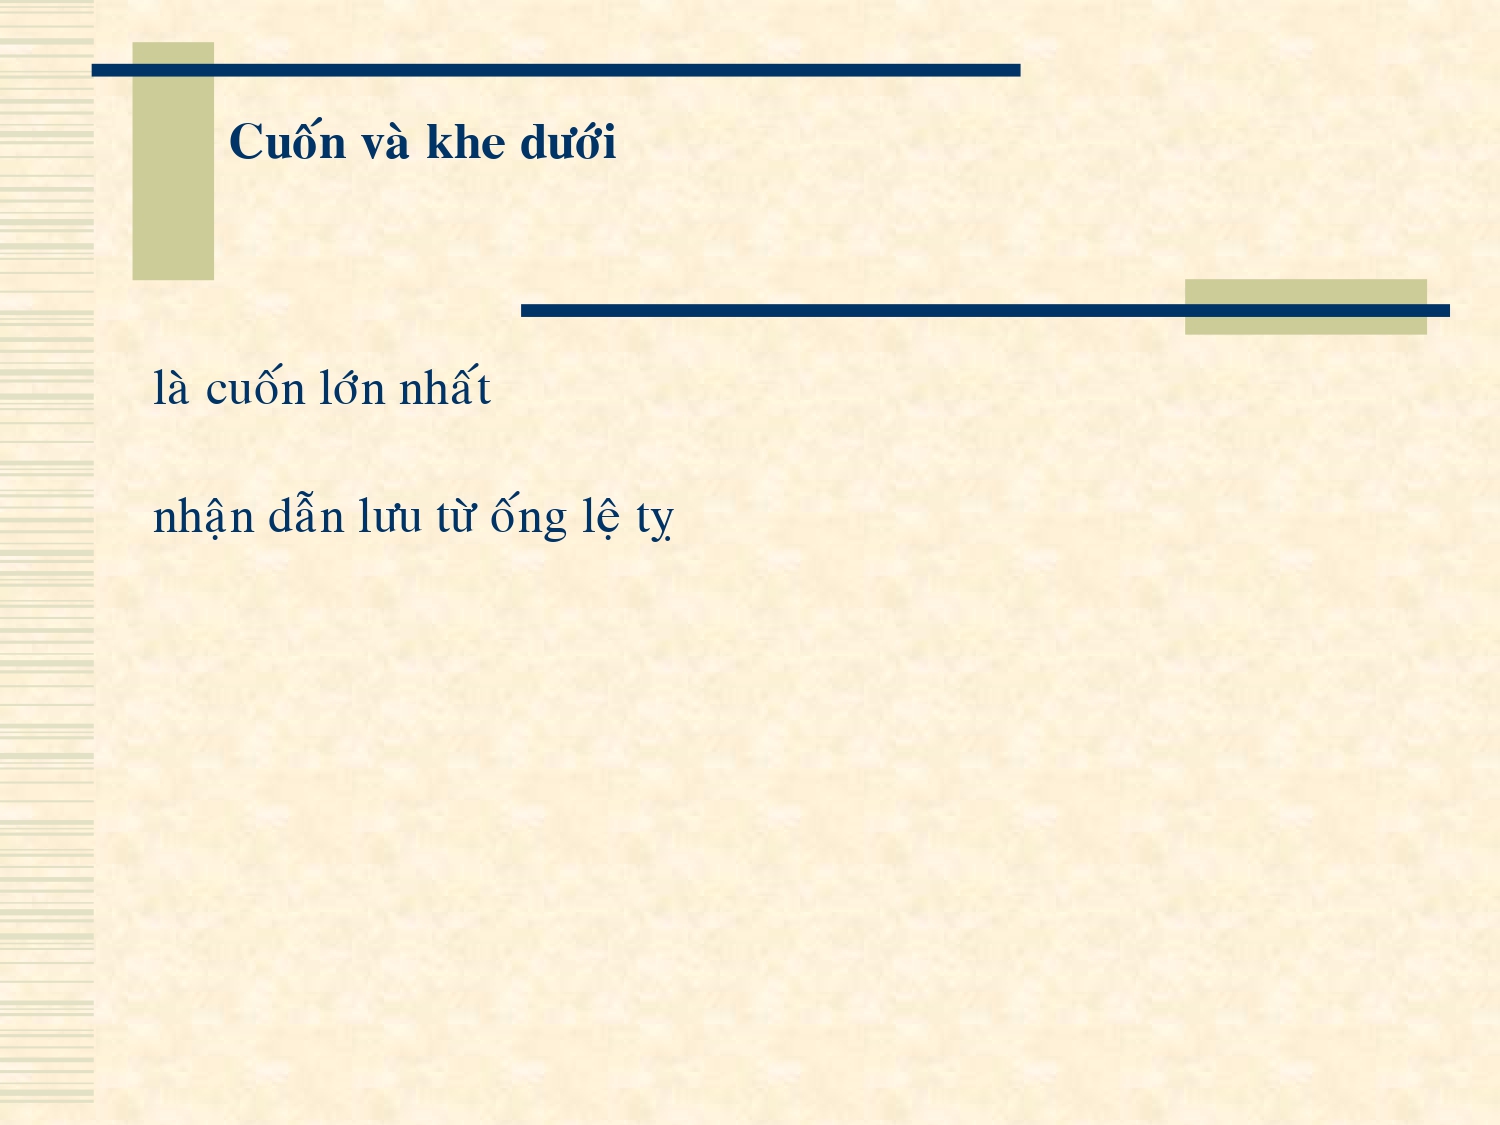 Cuốn và khe dưới
là cuốn lớn nhất
nhận dẫn lưu từ ống lệ tỵ